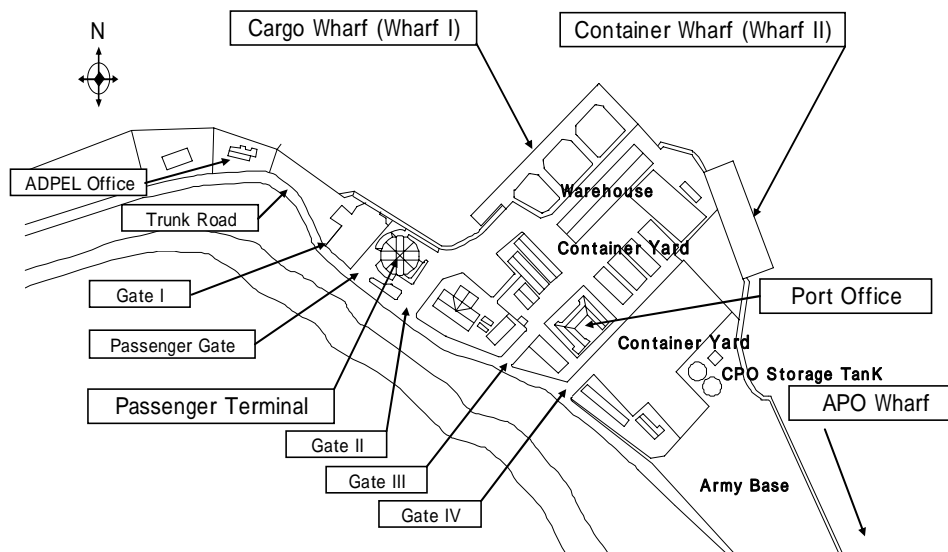 N
Cargo Wharf (Wharf I)
Container Wharf (Wharf II)
ADPEL Office
Warehouse
Trunk Road
Container Yard
Gate I
Port Office
Passenger Gate
Container Yard
CPO Storage TanK
Passenger Terminal
APO Wharf
Gate II
Gate III
Army Base
Gate IV